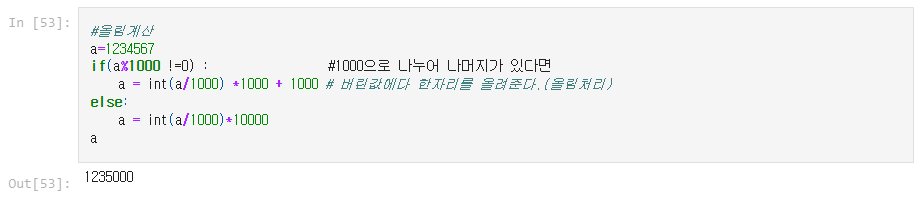 In [53]:
#올림계산
a=1234567
if(a%1000 !=0) : #1000으로 나누어 나머지가 있다면
a = int(a/1000) *1000 + 1000 # 버림값에다 한자리를 올려준다.(올림처리)
else:
a = int(a/1000)*10000
a
Out[53]: 1235000